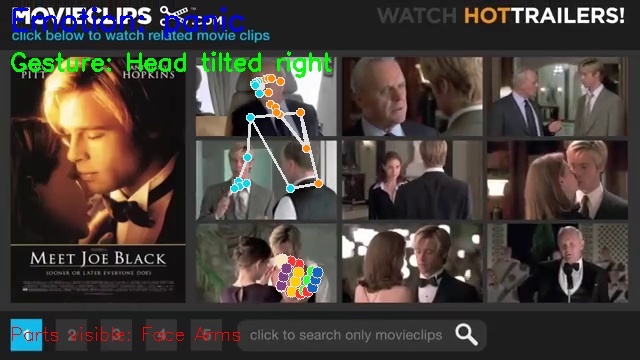 Emotion: panic
MOVIECLIPS .COM
WATCH HOTTRAILERS!
click below to watch related movie clips
Gesture: Head tilted right
PITT HOPKINS
MEET JOE BLACK
SOONER OR LATER EVERYONE DOES
Parts visible: Face Arms
1 2 3 4 5
click to search only movieclips